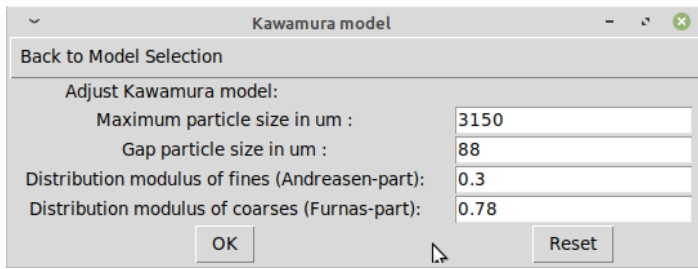 Kawamura model
Back to Model Selection
Adjust Kawamura model:
Maximum particle size in um : 3150
Gap particle size in um : 88
Distribution modulus of fines (Andreasen-part): 0.3
Distribution modulus of coarses (Furnas-part): 0.78
OK Reset